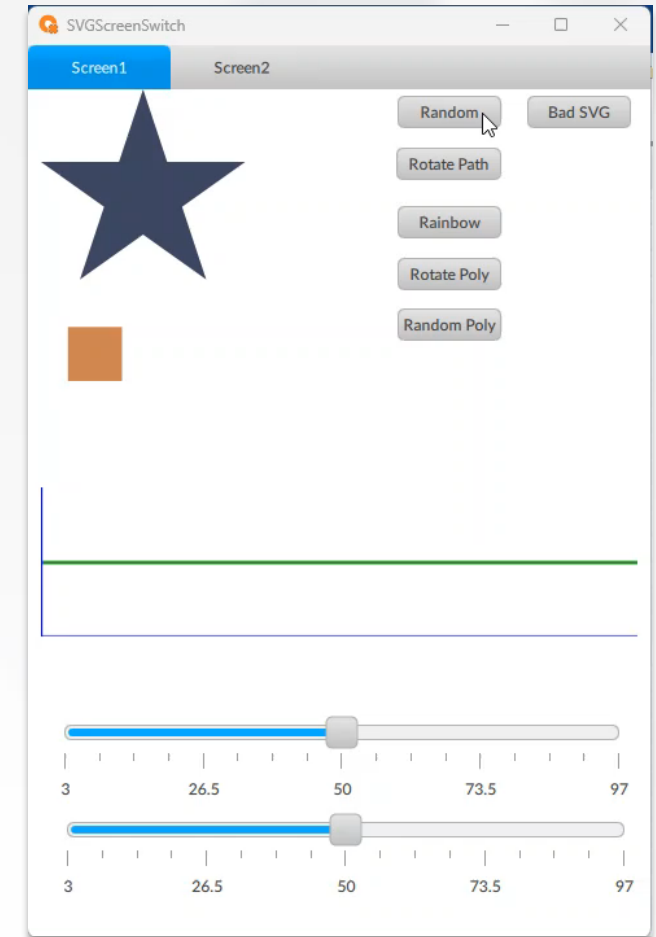 SVGScreenSwitch
Screen1 Screen2
Random Bad SVG
Rotate Path
Rainbow
Rotate Poly
Random Poly
3 26.5 50 73.5 97
3 26.5 50 73.5 97